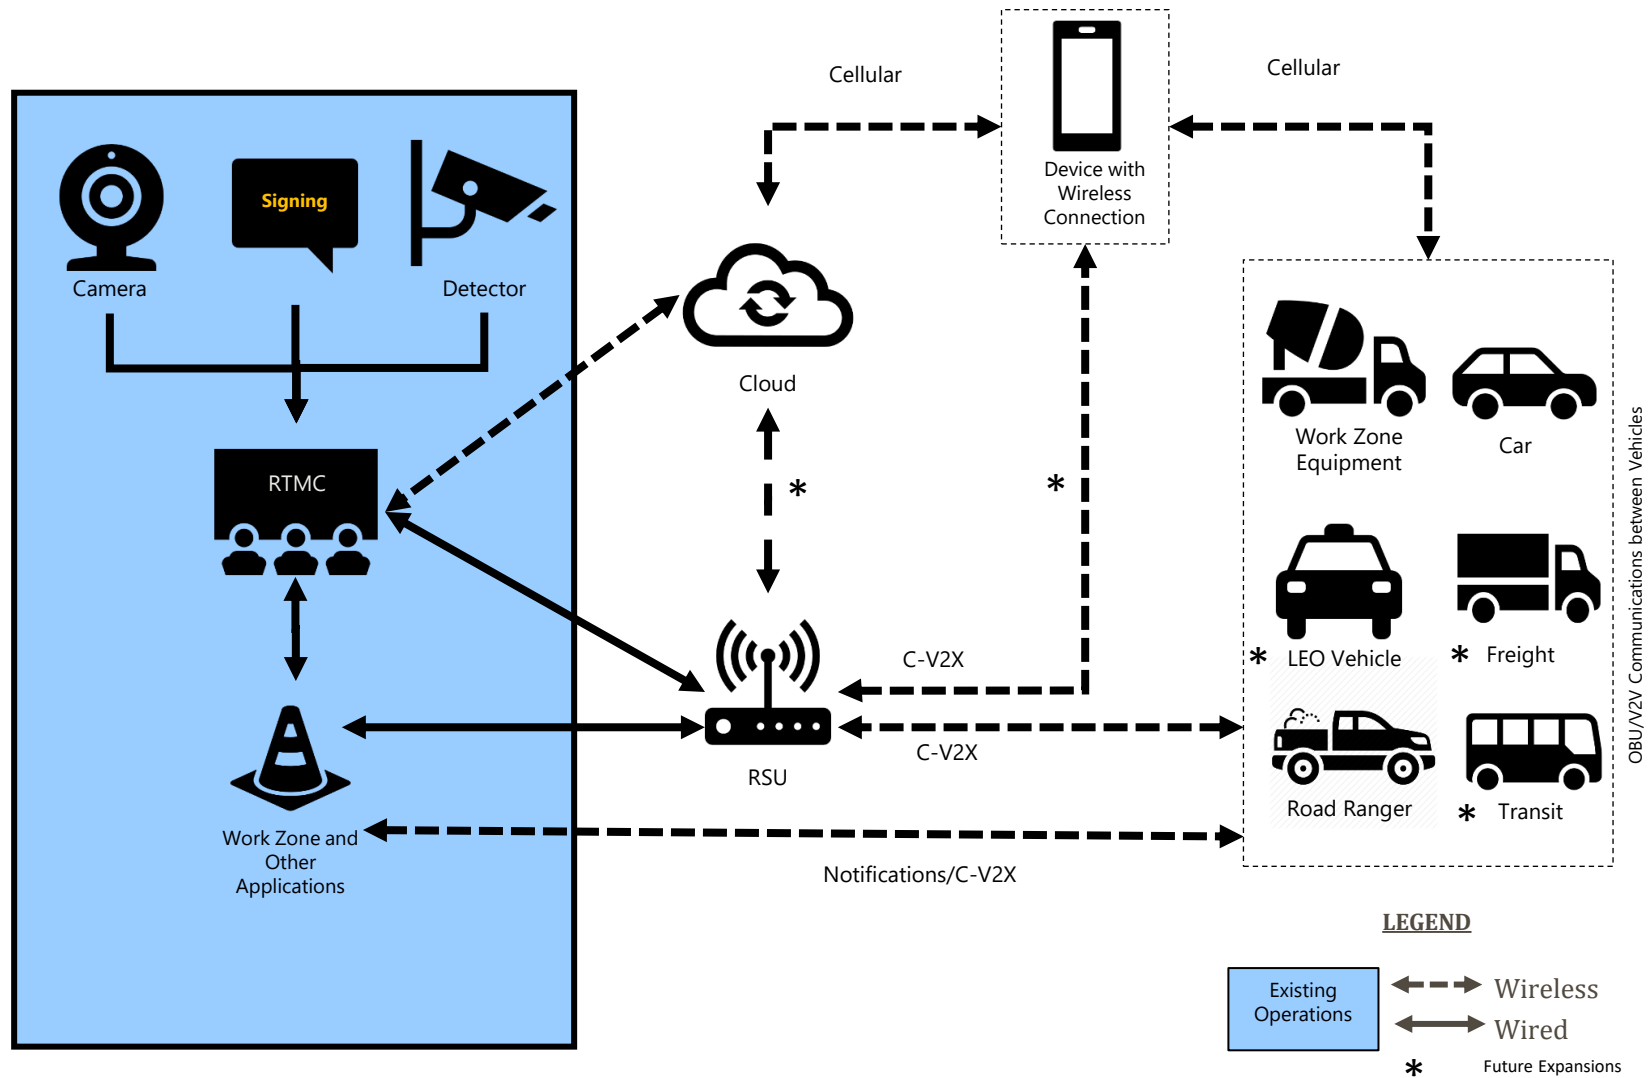 Cellular
Cellular
Device with
Wireless
Connection
Signing
Camera
Detector
Cloud
RTMC
*
*
Work Zone
Equipment
Car
OBU/V2V Communications between Vehicles
* LEO Vehicle
* Freight
C-V2X
C-V2X
RSU
Road Ranger
* Transit
Work Zone and
Other
Applications
Notifications/C-V2X
LEGEND
Existing
Operations
Wireless
Wired
* Future Expansions